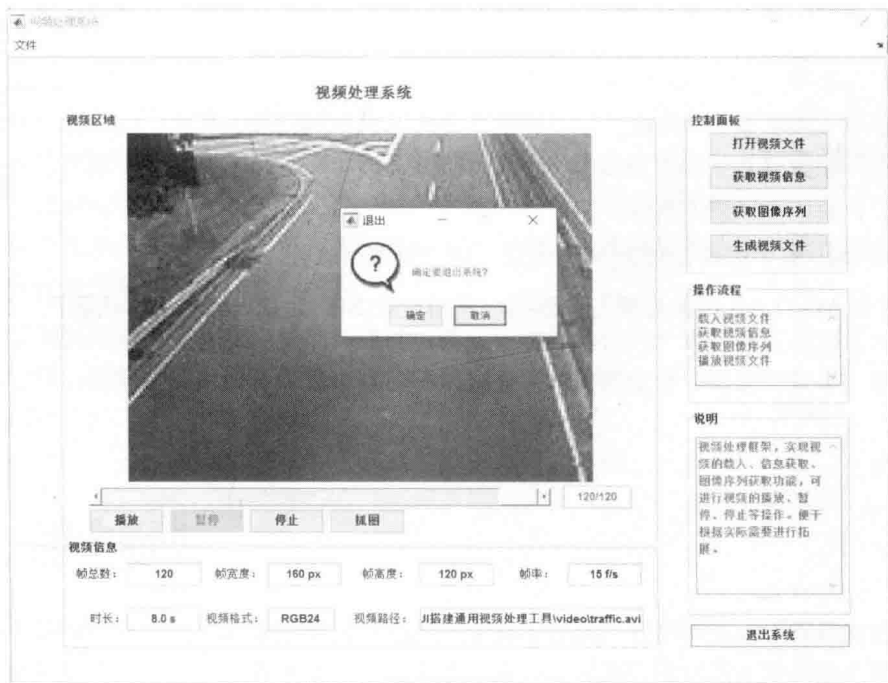 视频处理系统
文件
视频处理系统
视频区域
控制面板
打开视频文件
获取视频信息
获取图像序列
生成视频文件
退出
?
确定要退出系统?
确定
取消
操作流程
载入视频文件
获取视频信息
获取图像序列
播放视频文件
说明
视频处理框架，实现视
频的载入、信息获取、
图像序列获取功能，可
进行视频的播放、暂
停、停止等操作。便于
根据实际需要进行拓
展。
120/120
播放
暂停
停止
抓图
视频信息
帧总数： 120 帧宽度： 160 px 帧高度： 120 px 帧率： 15 f/s
时长： 8.0 s 视频格式： RGB24 视频路径： JI搭建通用视频处理工具\video\traffic.avi
退出系统